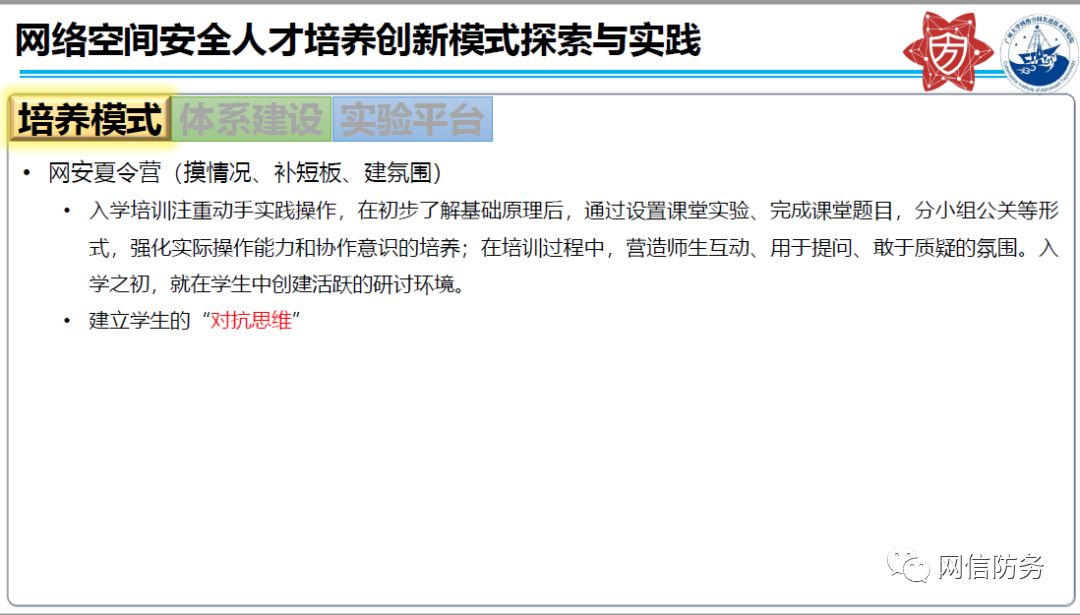 网络空间安全人才培养创新模式探索与实践
培养模式 体系建设 实验平台
• 网安夏令营（摸情况、补短板、建氛围）
• 入学培训注重动手实践操作，在初步了解基础原理后，通过设置课堂实验、完成课堂题目，分小组公关等形
式，强化实际操作能力和协作意识的培养；在培训过程中，营造师生互动、用于提问、敢于质疑的氛围。入
学之初，就在学生中创建活跃的研讨环境。
• 建立学生的“对抗思维”
网信防务